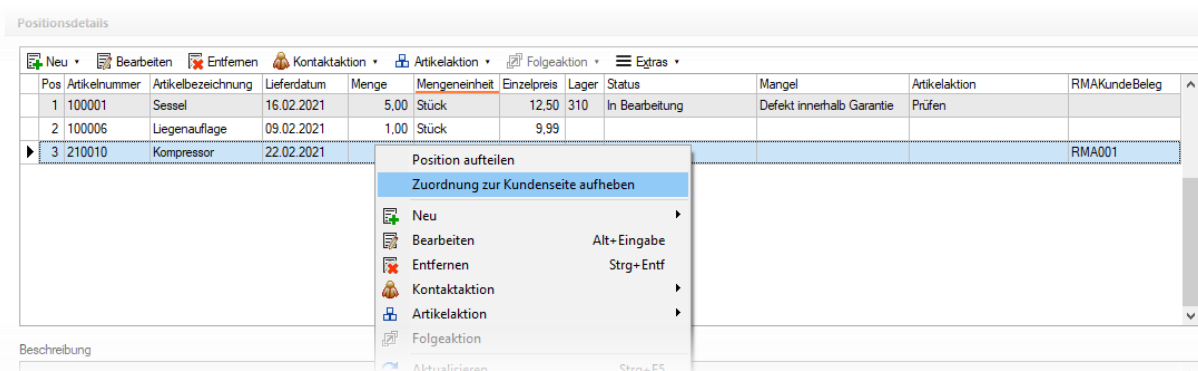 Positionsdetails
Neu Bearbeiten Entfernen Kontaktaktion Artikelaktion Folgeaktion Extras
Pos Artikelnummer Artikelbezeichnung Lieferdatum Menge Mengeneinheit Einzelpreis Lager Status Mangel Artikelaktion RMAKundeBeleg
1 100001 Sessel 16.02.2021 5,00 Stück 12,50 310 In Bearbeitung Defekt innerhalb Garantie Prüfen
2 100006 Liegenauflage 09.02.2021 1,00 Stück 9,99
3 210010 Kompressor 22.02.2021 RMA001
Position aufteilen
Zuordnung zur Kundenseite aufheben
Neu
Bearbeiten Alt+Eingabe
Entfernen Strg+Entf
Kontaktaktion
Artikelaktion
Folgeaktion
Beschreibung
Aktualisieren Strg+F5